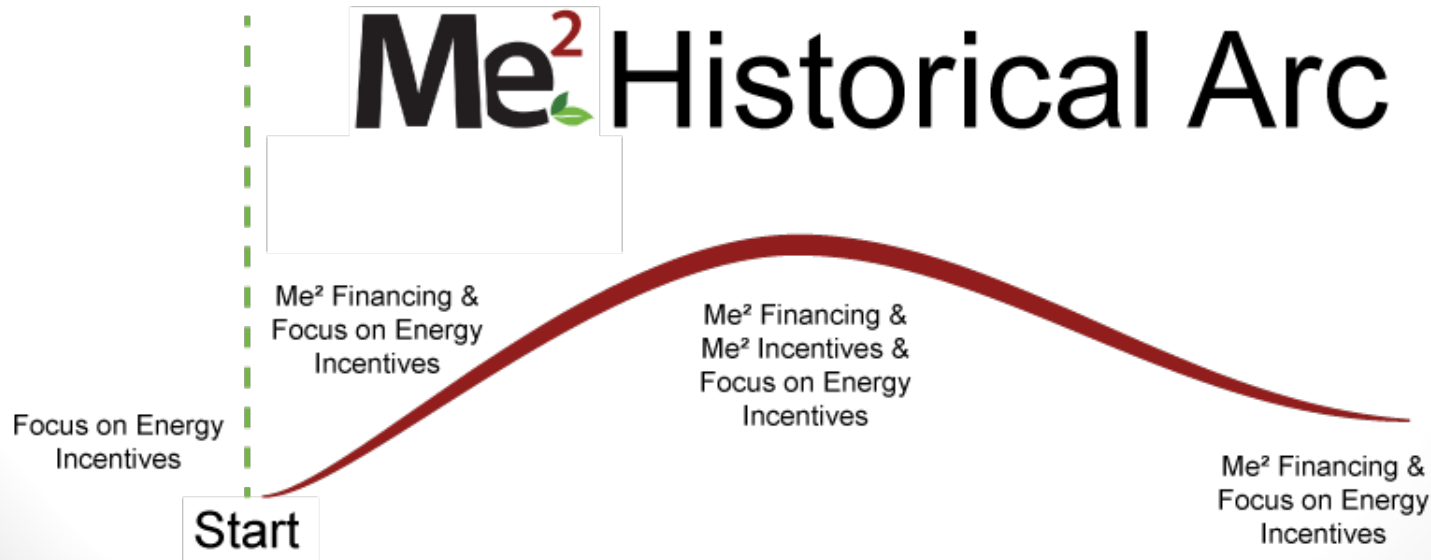 Me² Historical Arc
Me² Financing &
Focus on Energy
Incentives
Me² Financing &
Me² Incentives &
Focus on Energy
Incentives
Focus on Energy
Incentives
Me² Financing &
Focus on Energy
Incentives
Start